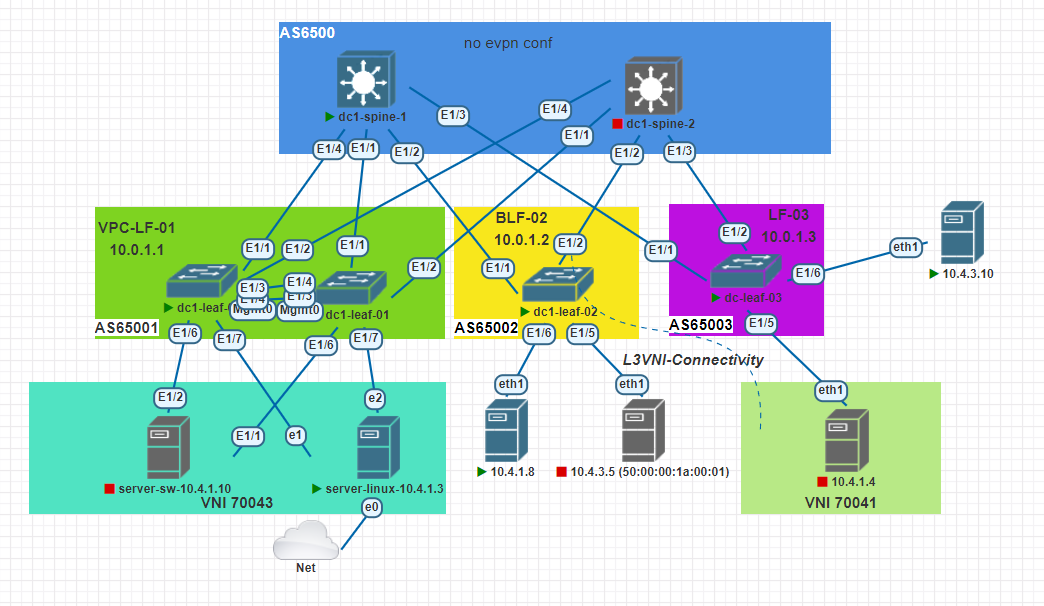 AS6500
no evpn conf
dc1-spine-1
dc1-spine-2
E1/3
E1/4
E1/1
E1/4
E1/1
E1/2
E1/2
E1/3
VPC-LF-01
10.0.1.1
BLF-02
10.0.1.2
LF-03
10.0.1.3
E1/1
E1/2
E1/1
E1/2
E1/1
E1/2
E1/1
E1/2
eth1
E1/6
10.4.3.10
E1/3
E1/4
E1/4
E1/3
Mgmt0
Mgmt0
dc1-leaf-
dc1-leaf-01
dc1-leaf-02
dc-leaf-03
AS65001
AS65002
AS65003
E1/6
E1/7
E1/6
E1/7
E1/6
E1/5
E1/5
L3VNI-Connectivity
E1/2
e2
eth1
eth1
eth1
E1/1
e1
server-sw-10.4.1.10
server-linux-10.4.1.3
VNI 70043
10.4.1.8
10.4.3.5 (50:00:00:1a:00:01)
10.4.1.4
VNI 70041
e0
Net